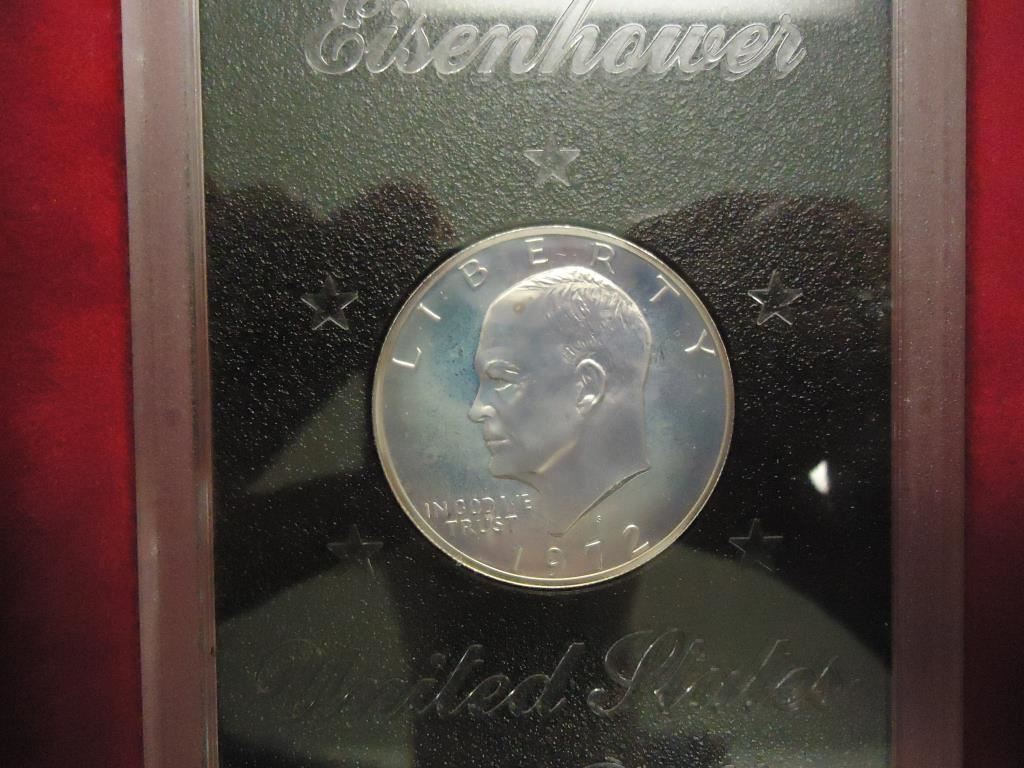 Eisenhower
LIBERTY
IN GOD WE
TRUST
S
1972
United States